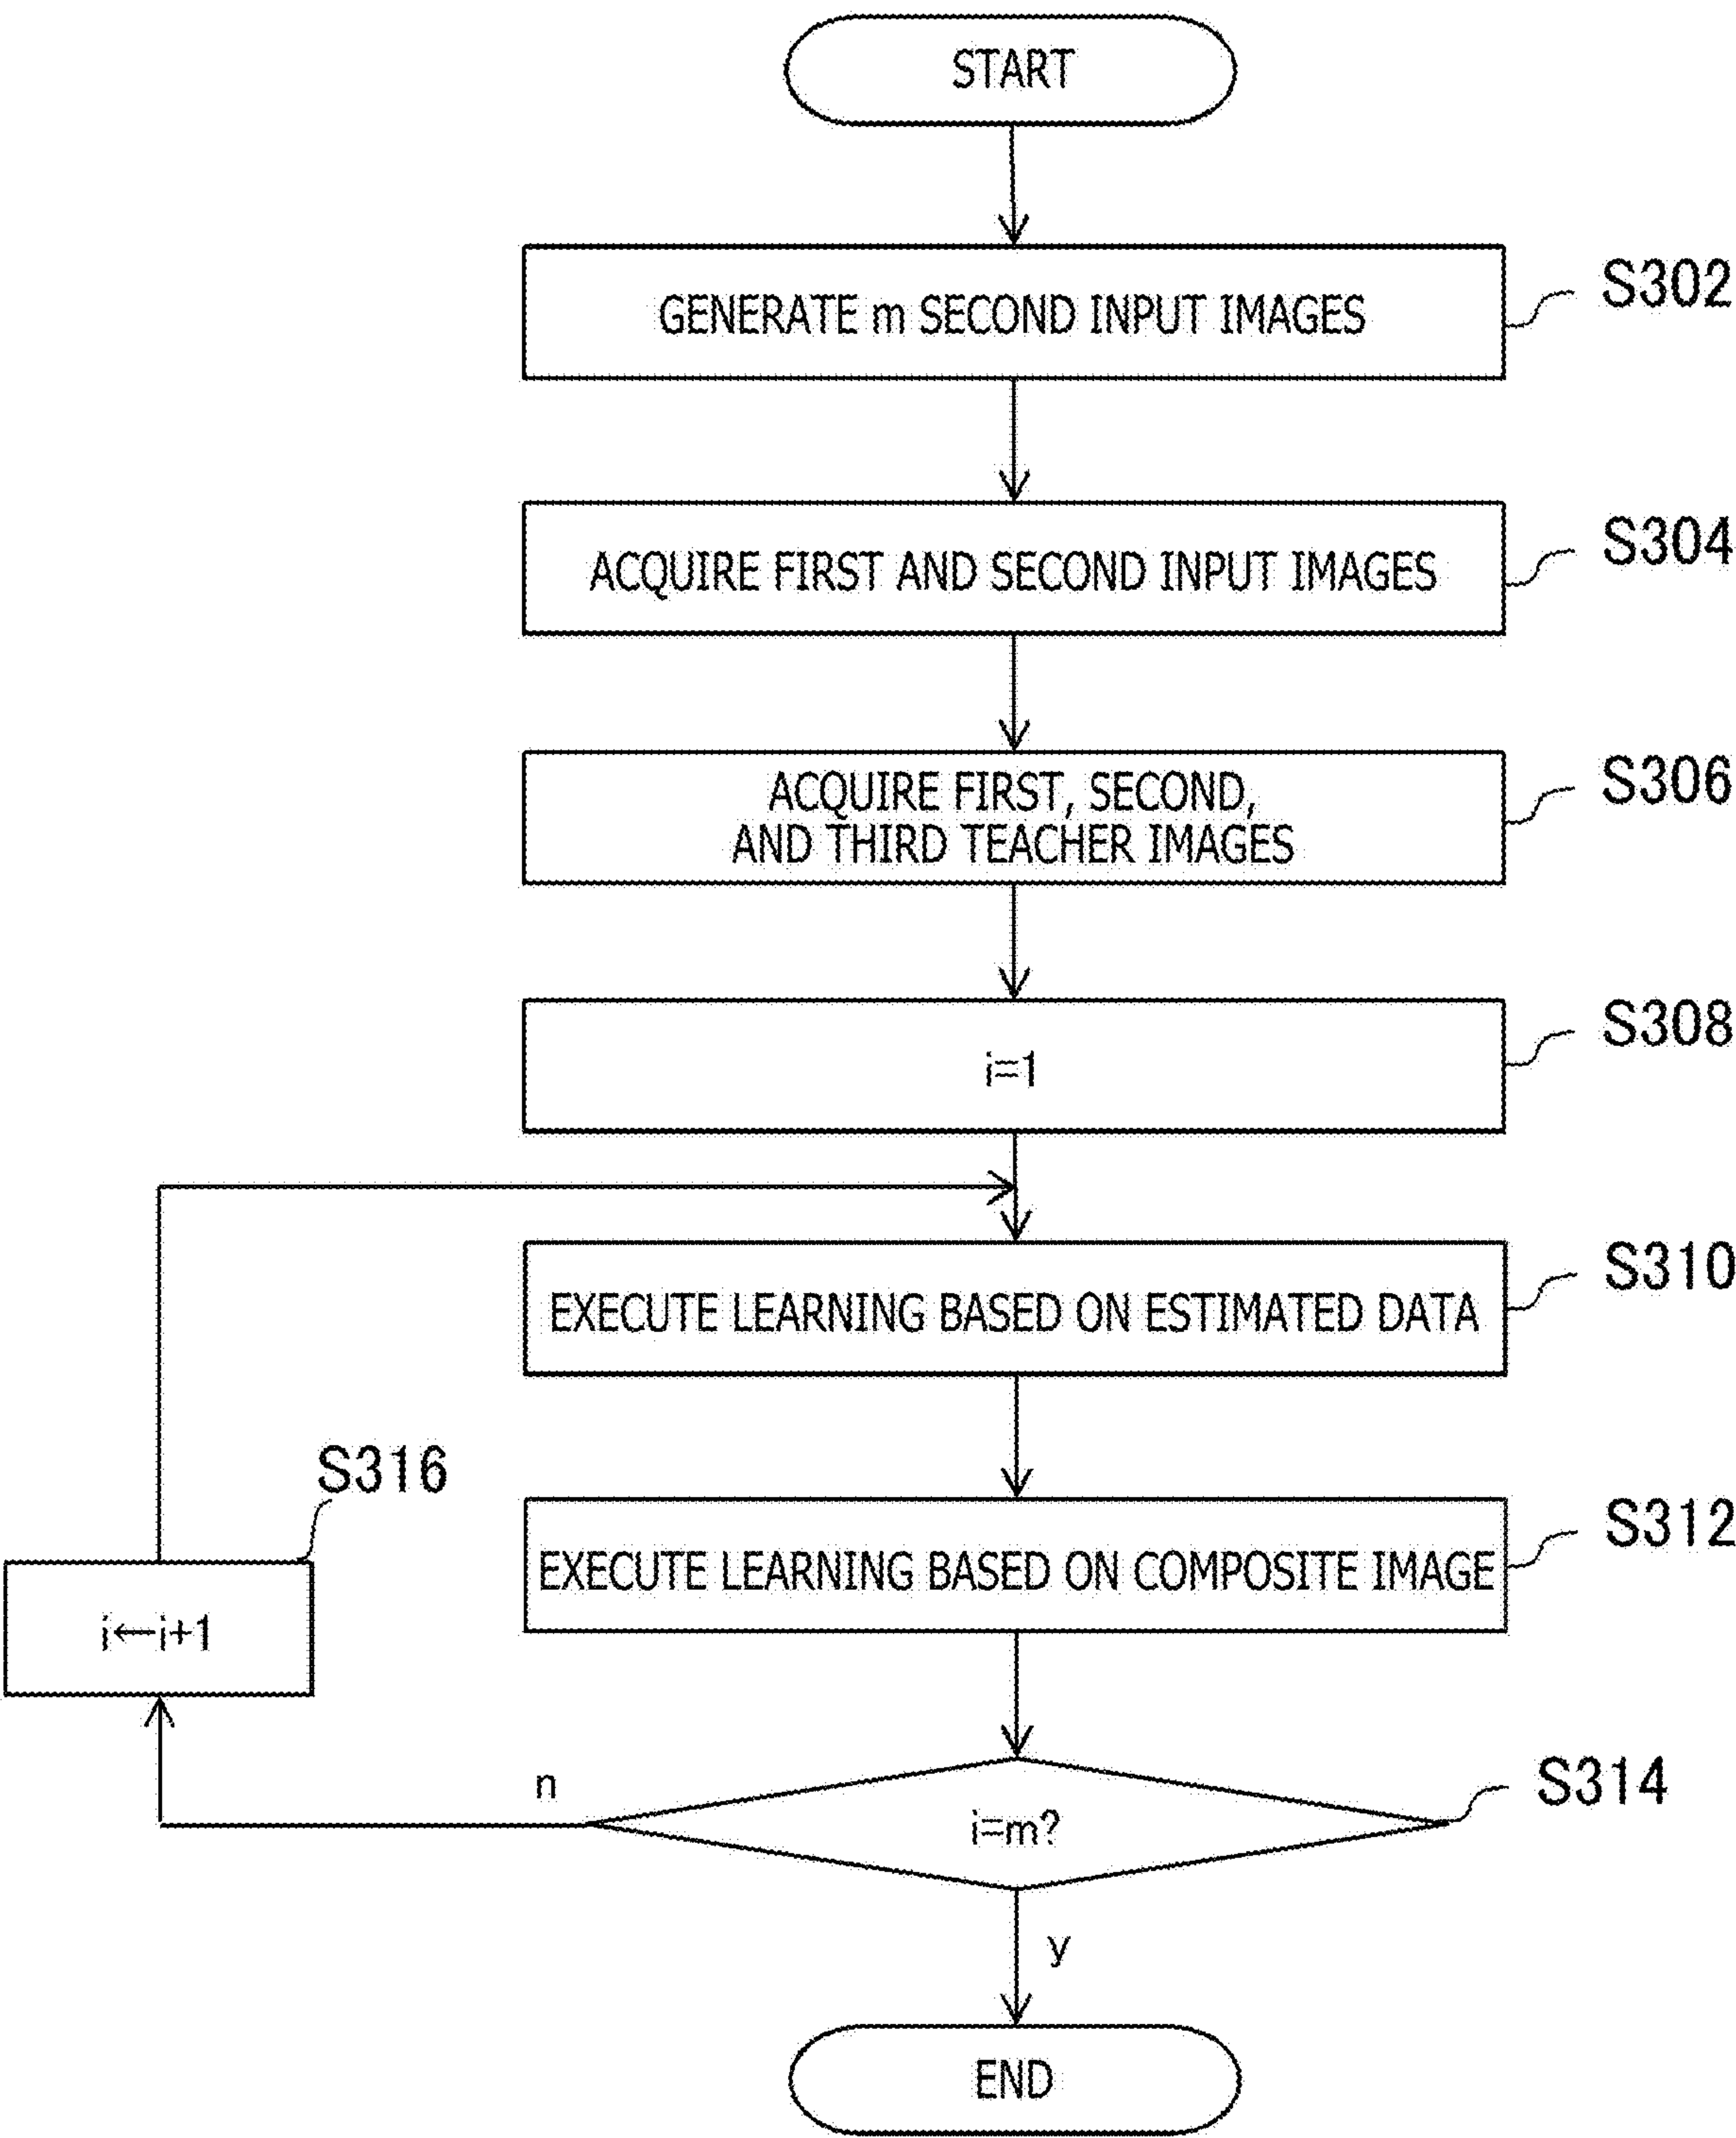 START
GENERATE m SECOND INPUT IMAGES
S302
ACQUIRE FIRST AND SECOND INPUT IMAGES
S304
ACQUIRE FIRST, SECOND,
AND THIRD TEACHER IMAGES
S306
i=1
S308
EXECUTE LEARNING BASED ON ESTIMATED DATA
S310
EXECUTE LEARNING BASED ON COMPOSITE IMAGE
S312
S316
i←i+1
n
i=m?
S314
y
END